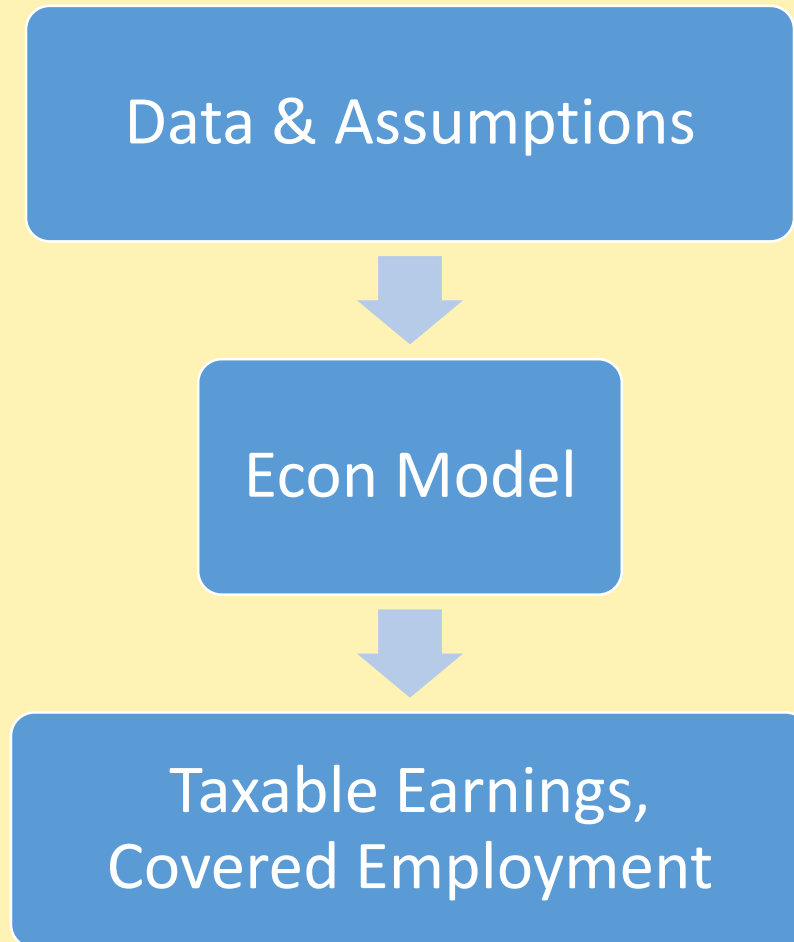 Data & Assumptions
Econ Model
Taxable Earnings,
Covered Employment